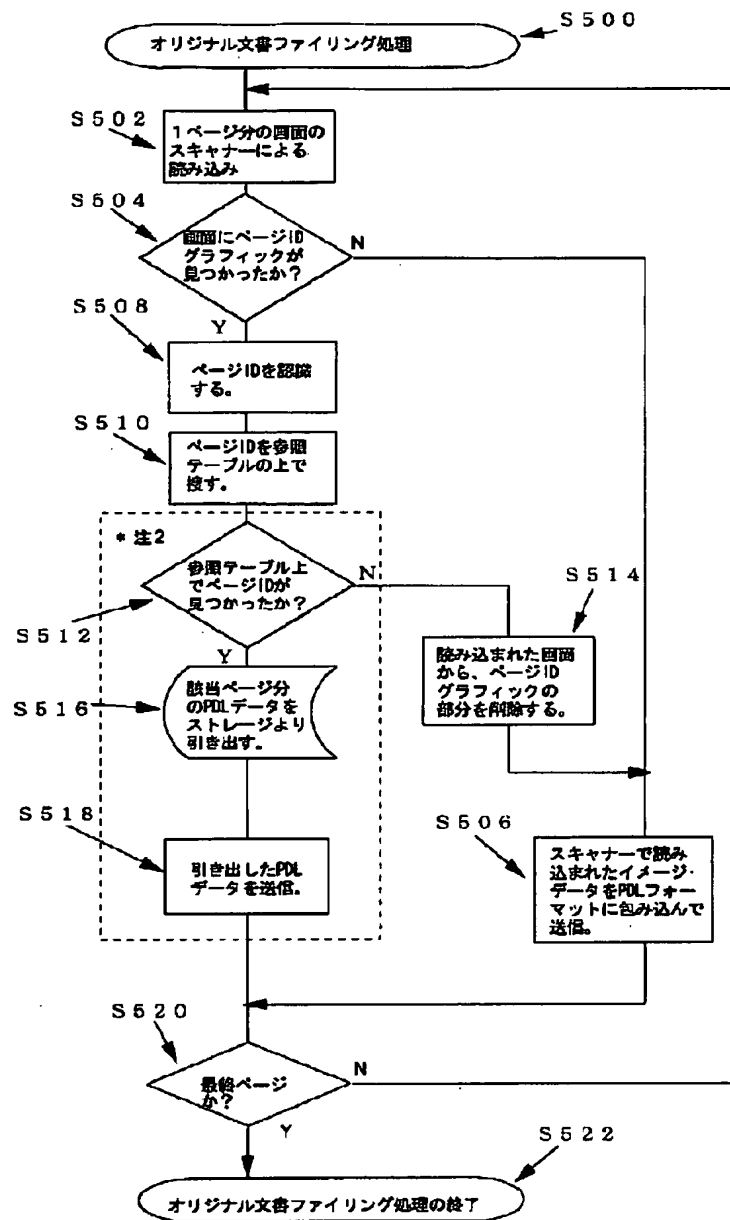 S500
オリジナル文書ファイリング処理
S502
1ページ分の画面の
スキャナーによる
読み込み
S504
画面にページID
グラフィックが
見つかったか?
N
Y
S508
ページIDを認識
する。
S510
ページIDを参照
テーブルの上で
捜す。
*注2
参照テーブル上
でページIDが
見つかったか?
N
S512
Y
S514
読み込まれた画面
から、ページID
グラフィックの
部分を削除する。
S516
該当ページ分
のPDLデータを
ストレージより
引き出す。
S518
引き出したPDL
データを送信。
S506
スキャナーで読み
込まれたイメージ・
データをPDLフォー
マットに包み込んで
送信。
S520
最終ページ
か?
N
Y
S522
オリジナル文書ファイリング処理の終了